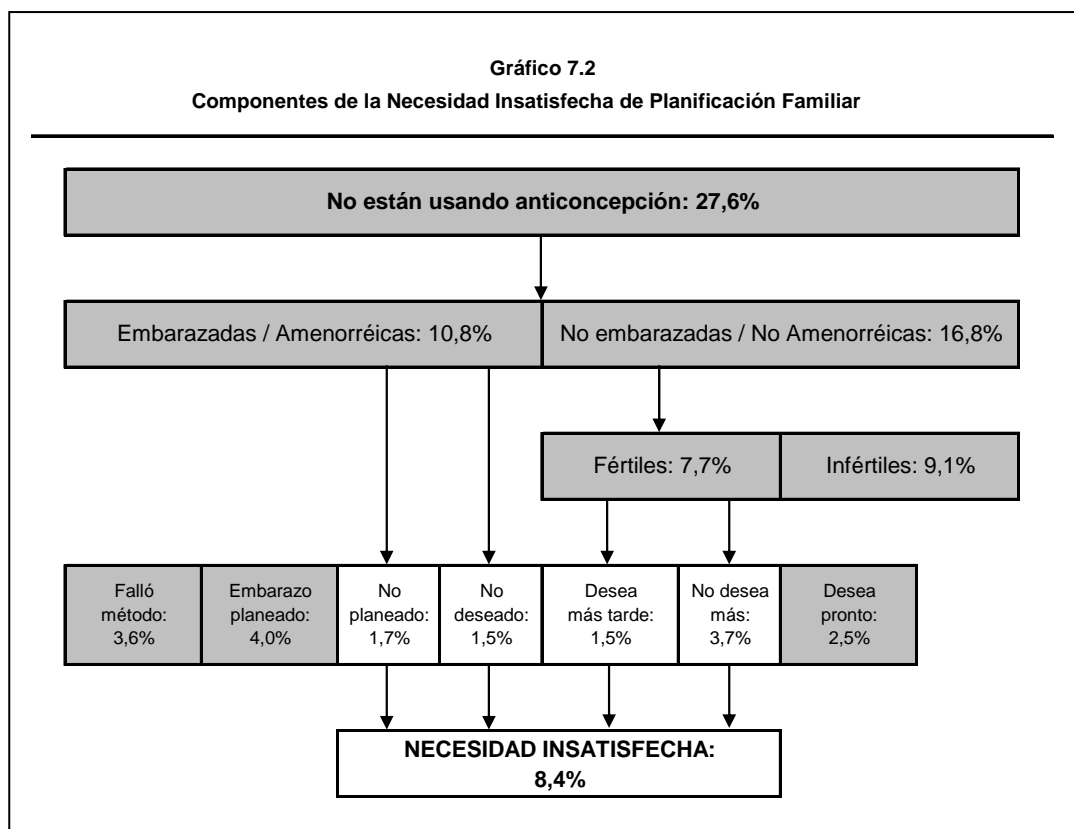 Gráfico 7.2
Componentes de la Necesidad Insatisfecha de Planificación Familiar
No están usando anticoncepción: 27,6%
Embarazadas / Amenorréicas: 10,8%
No embarazadas / No Amenorréicas: 16,8%
Fértiles: 7,7%
Infértiles: 9,1%
Falló
método:
3,6%
Embarazo
planeado:
4,0%
No
planeado:
1,7%
No
deseado:
1,5%
Desea
más tarde:
1,5%
No desea
más:
3,7%
Desea
pronto:
2,5%
NECESIDAD INSATISFECHA:
8,4%